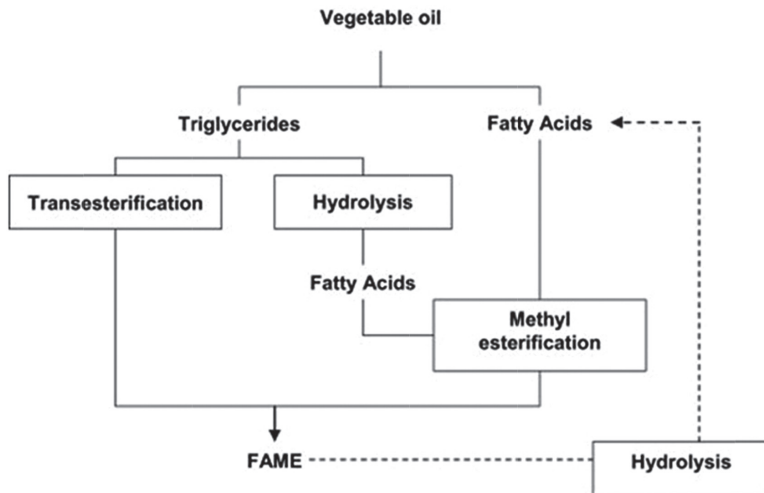 Vegetable oil
Triglycerides
Fatty Acids
Transesterification
Hydrolysis
Fatty Acids
Methyl
esterification
FAME
Hydrolysis